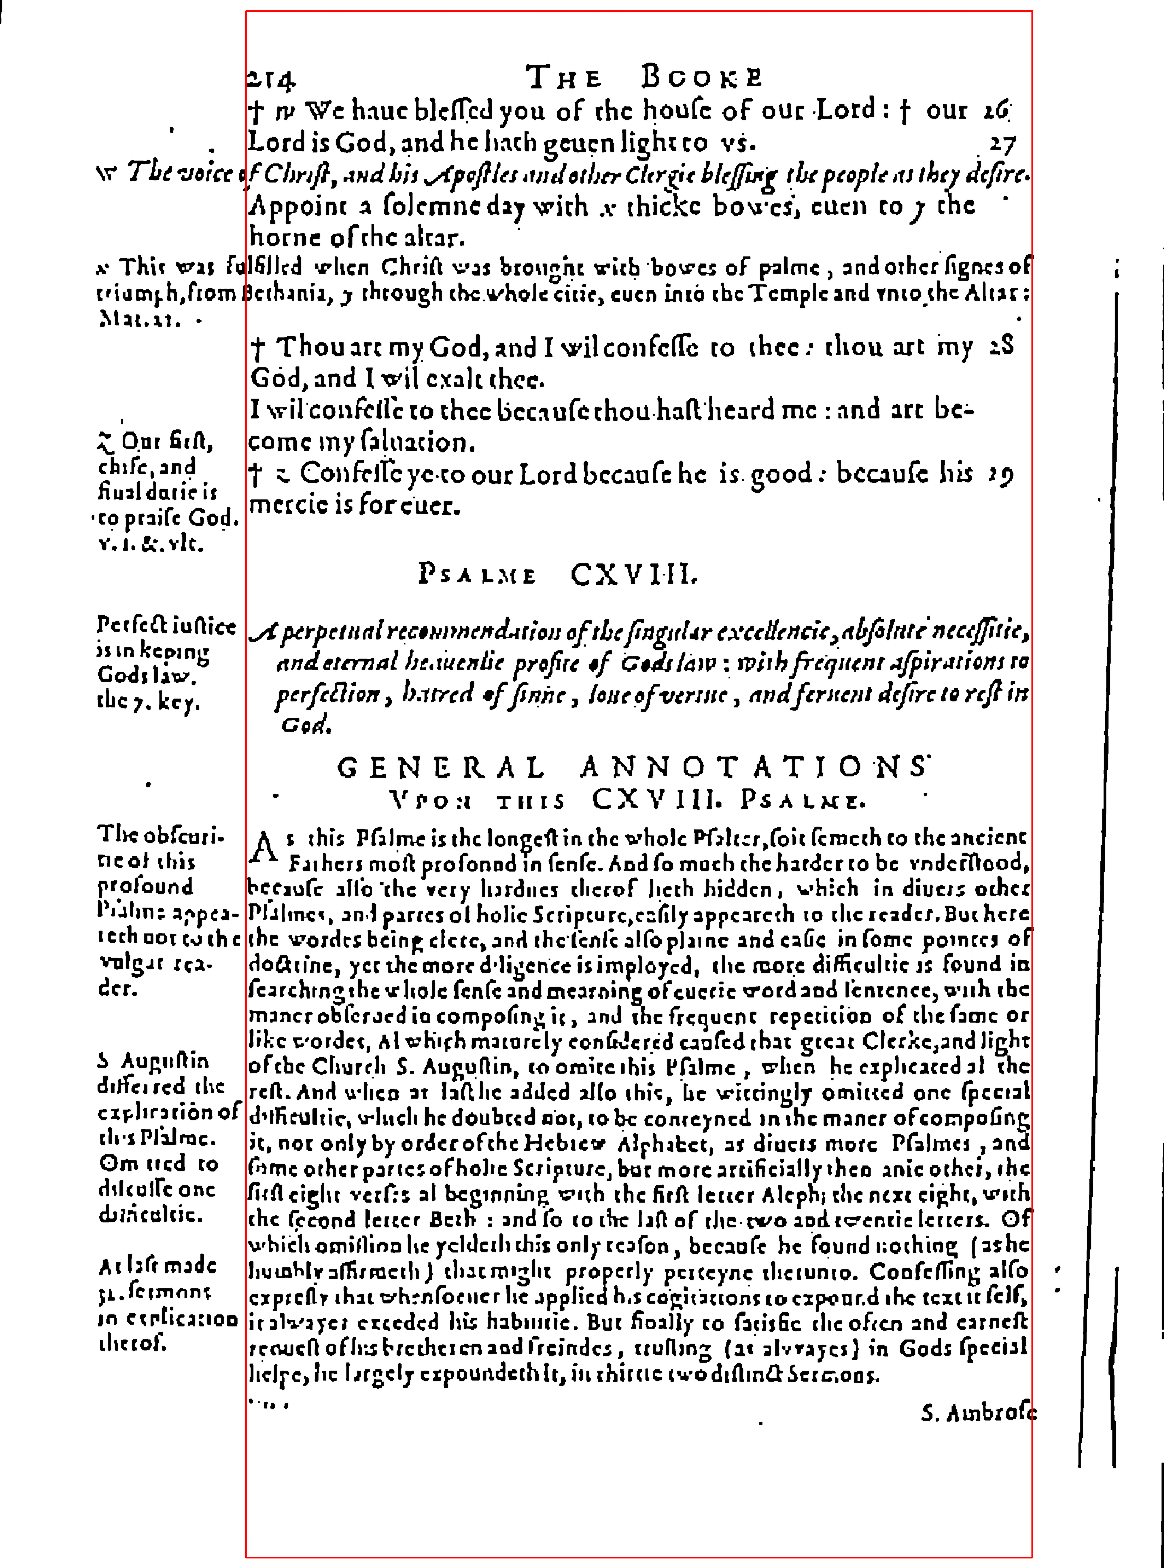 214 THE BOOKE
† w We haue bleſſed you of the houſe of our Lord: † our 26
Lord is God, and he hath geuen light to vs. 27
w The voice of Chriſt, and his Apoſtles and other Clergie bleſſing the people as they deſire.
Appoint a ſolemne day with x thicke bowes, euen to y the
horne of the altar.
x This was fulfilled when Chriſt was brought with bowes of palme, and other ſignes of
triumph, from Bethania, y through the whole citie, euen into the Temple and vnto the Altar:
Mat. 21.
† Thou art my God, and I wil confeſſe to thee: thou art my 28
God, and I wil exalt thee.
I wil confeſſe to thee becauſe thou haſt heard me: and art be-
come my ſaluation.
† z Confeſſe ye to our Lord becauſe he is good: becauſe his 29
mercie is for euer.
z Our firſt,
chiſe, and
final dutie is
to praiſe God.
v. 1. &. vlt.
PSALME CXVIII.
Perfect iuſtice
is in keping
Gods law.
the 7. key.
A perpetual recommendation of the ſingular excellencie, abſolute neceſſitie,
and eternal heauenlie profite of Gods law: with frequent aſpirations to
perfection, hatred of ſinne, loue of vertue, and feruent deſire to reſt in
God.
GENERAL ANNOTATIONS
VPON THIS CXVIII. PSALME.
The obſcuri-
tie of this
profound
Pſalme appea-
reth not to the
vulgar rea-
der.
As this Pſalme is the longeſt in the whole Pſalter, ſo it ſemeth to the ancient
Fathers moſt profound in ſenſe. And ſo much the harder to be vnderſtood,
becauſe alſo the very hardnes therof lieth hidden, which in diuers other
Pſalmes, and partes of holie Scripture, eaſily appeareth to the reader. But here
the wordes being clere, and the ſenſe alſo plaine and eaſie in ſome pointes of
doctrine, yet the more diligence is imployed, the more difficultie is found in
ſearching the whole ſenſe and meaning of euerie word and ſentence, with the
maner obſerued in compoſing it, and the frequent repetition of the ſame or
like wordes, Al which maturely conſidered cauſed that great Clerke, and light
of the Church S. Auguſtin, to omite this Pſalme, when he explicated al the
reſt. And when at laſt he added alſo this, he wittingly omitted one ſpecial
difficultie, which he doubted not, to be conteyned in the maner of compoſing
it, not only by order of the Hebrew Alphabet, as diuers more Pſalmes, and
ſome other partes of holie Scripture, but more artificially then anie other, the
firſt eight verſes al beginning with the firſt letter Aleph; the next eight, with
the ſecond letter Beth: and ſo to the laſt of the two and twentie letters. Of
which omiſſion he yeldeth this only reaſon, becauſe he found nothing (as he
humbly affirmeth) that might properly perteyne therunto. Confeſſing alſo
expreſly that whenſoeuer he applied his cogitations to expound the text it ſelf,
it alwayes exceded his habilitie. But finally to ſatisfie the often and earneſt
requeſt of his bretheren and freindes, truſting (as alwayes) in Gods ſpecial
helpe, he largely expoundeth it, in thirtie two diſtinct Sermons.
S Auguſtin
differred the
explication of
this Pſalme.
Omitted to
diſcuſſe one
difficultie.
At laſt made
32. ſermons
in explication
therof.
S. Ambroſe